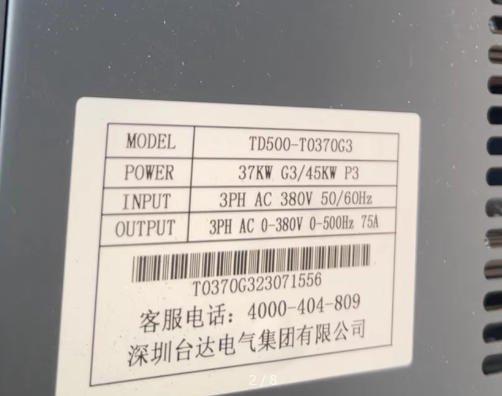 MODEL TD500-T0370G3
POWER 37KW G3/45KW P3
INPUT 3PH AC 380V 50/60Hz
OUTPUT 3PH AC 0-380V 0-500Hz 75A
T0370G323071556
客服电话: 4000-404-809
深圳台达电气集团有限公司
2/8